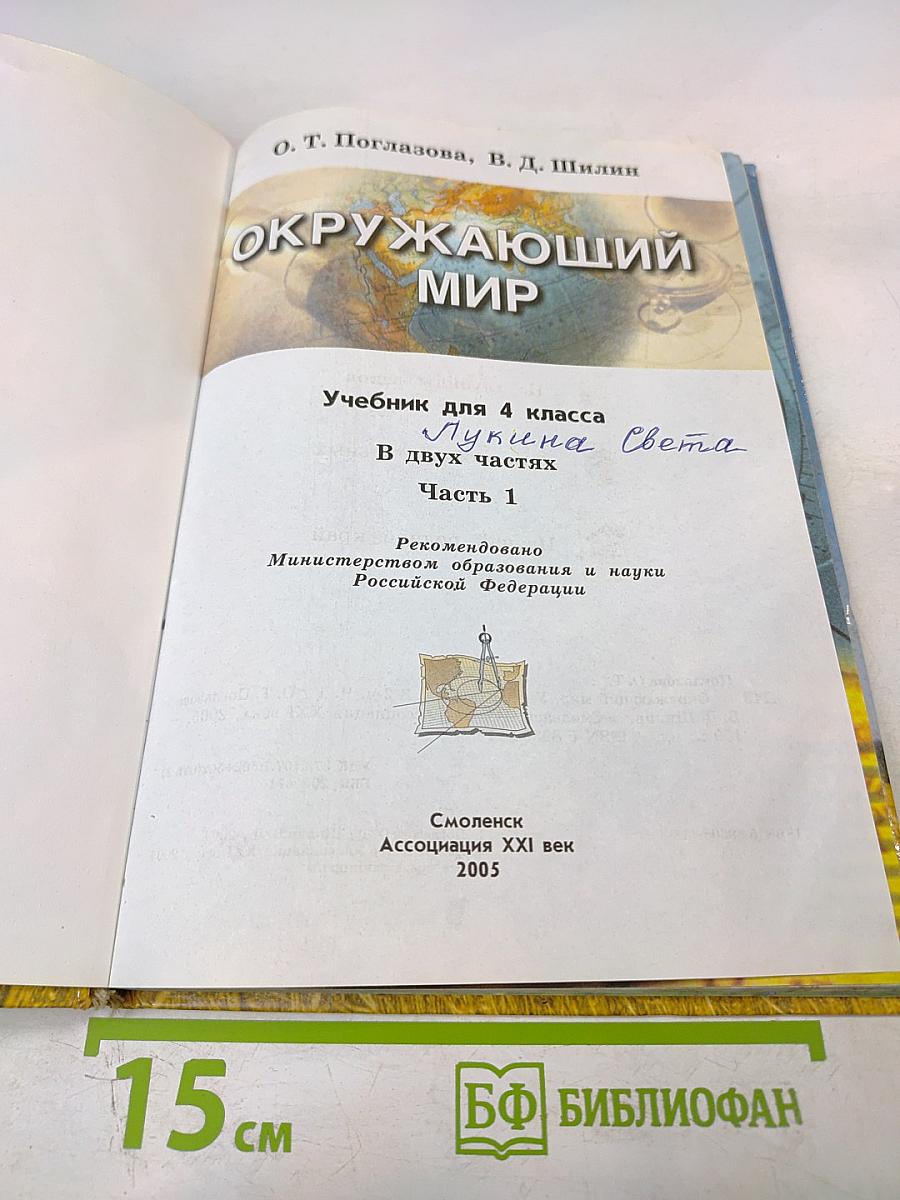 О. Т. Поглазова, В. Д. Шилин
ОКРУЖАЮЩИЙ
МИР
Учебник для 4 класса
Лукина Света
В двух частях
Часть 1
Рекомендовано
Министерством образования и науки
Российской Федерации
Смоленск
Ассоциация XXI век
2005
15 см
БФ БИБЛИОФАН